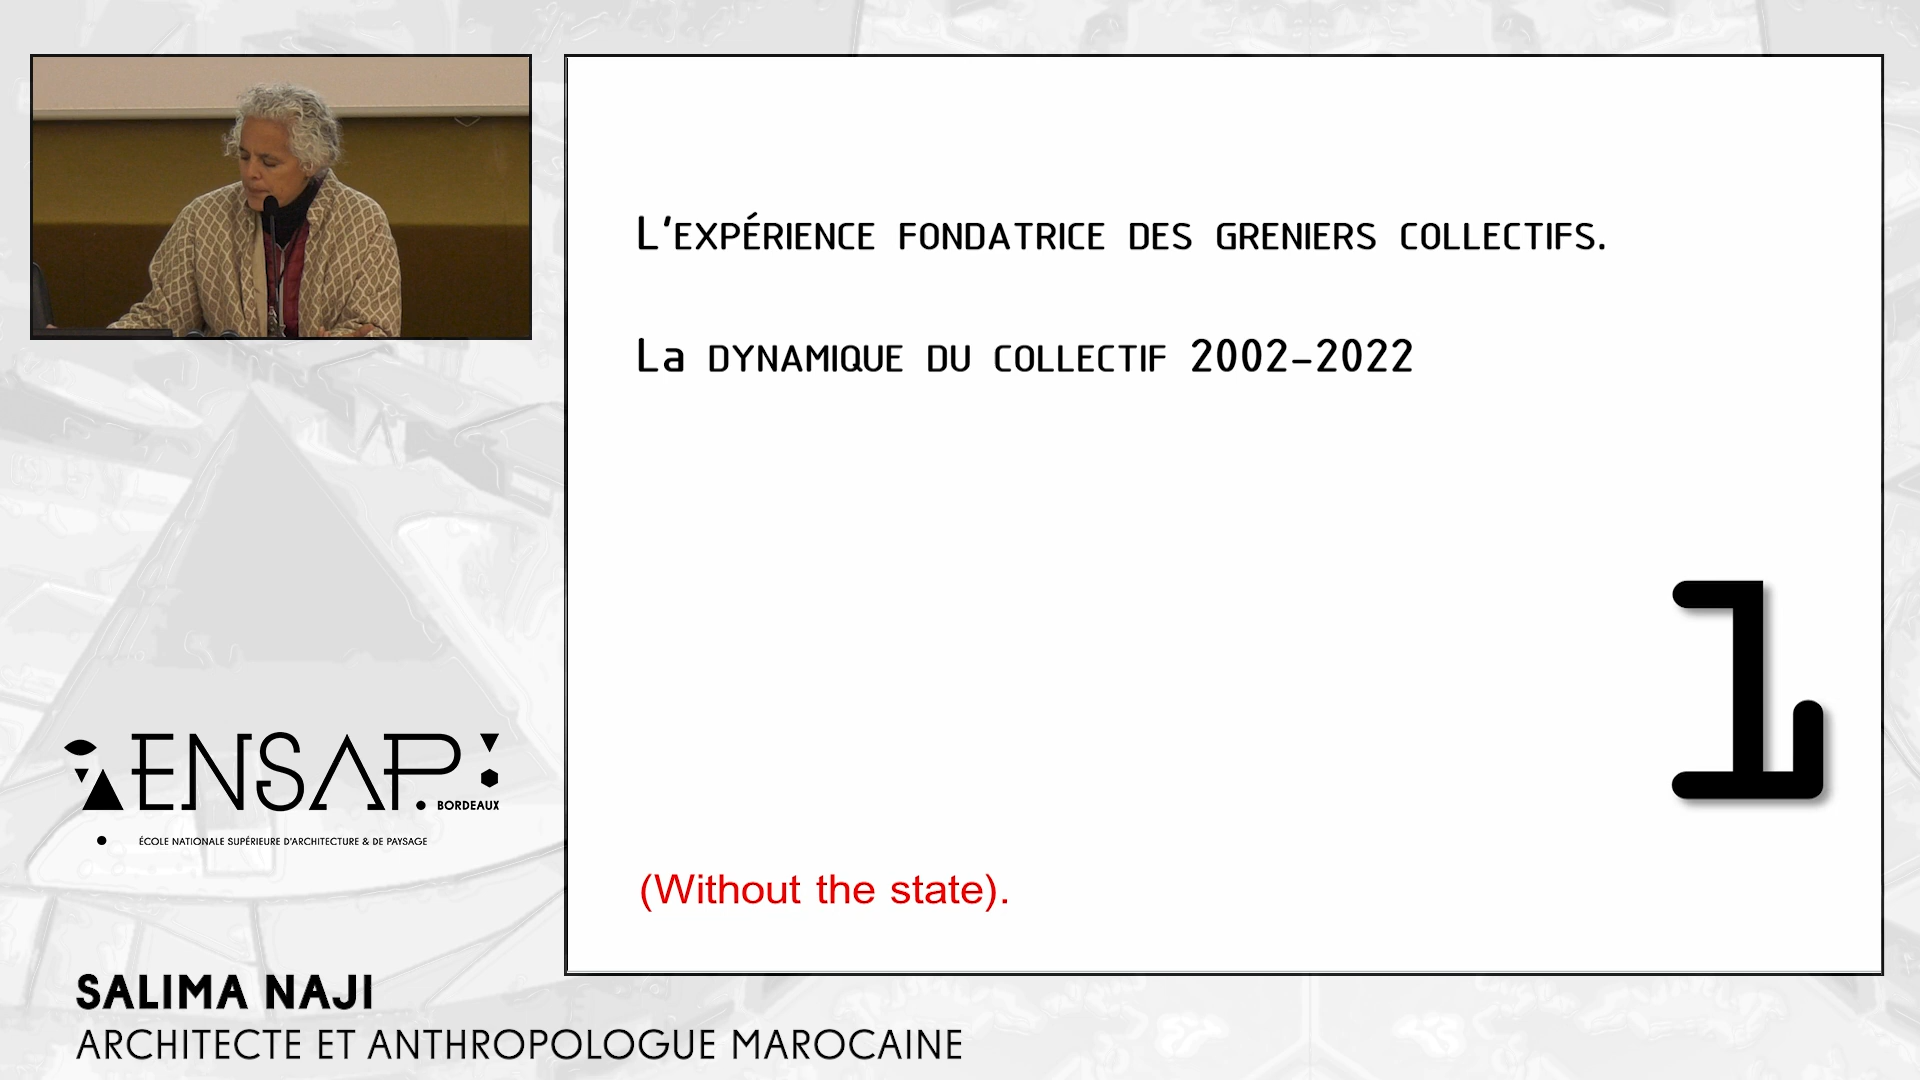 L'EXPÉRIENCE FONDATRICE DES GRENIERS COLLECTIFS.
La DYNAMIQUE DU COLLECTIF 2002–2022
1
(Without the state).
ENSAP.
BORDEAUX
ÉCOLE NATIONALE SUPÉRIEURE D'ARCHITECTURE & DE PAYSAGE
SALIMA NAJI
ARCHITECTE ET ANTHROPOLOGUE MAROCAINE